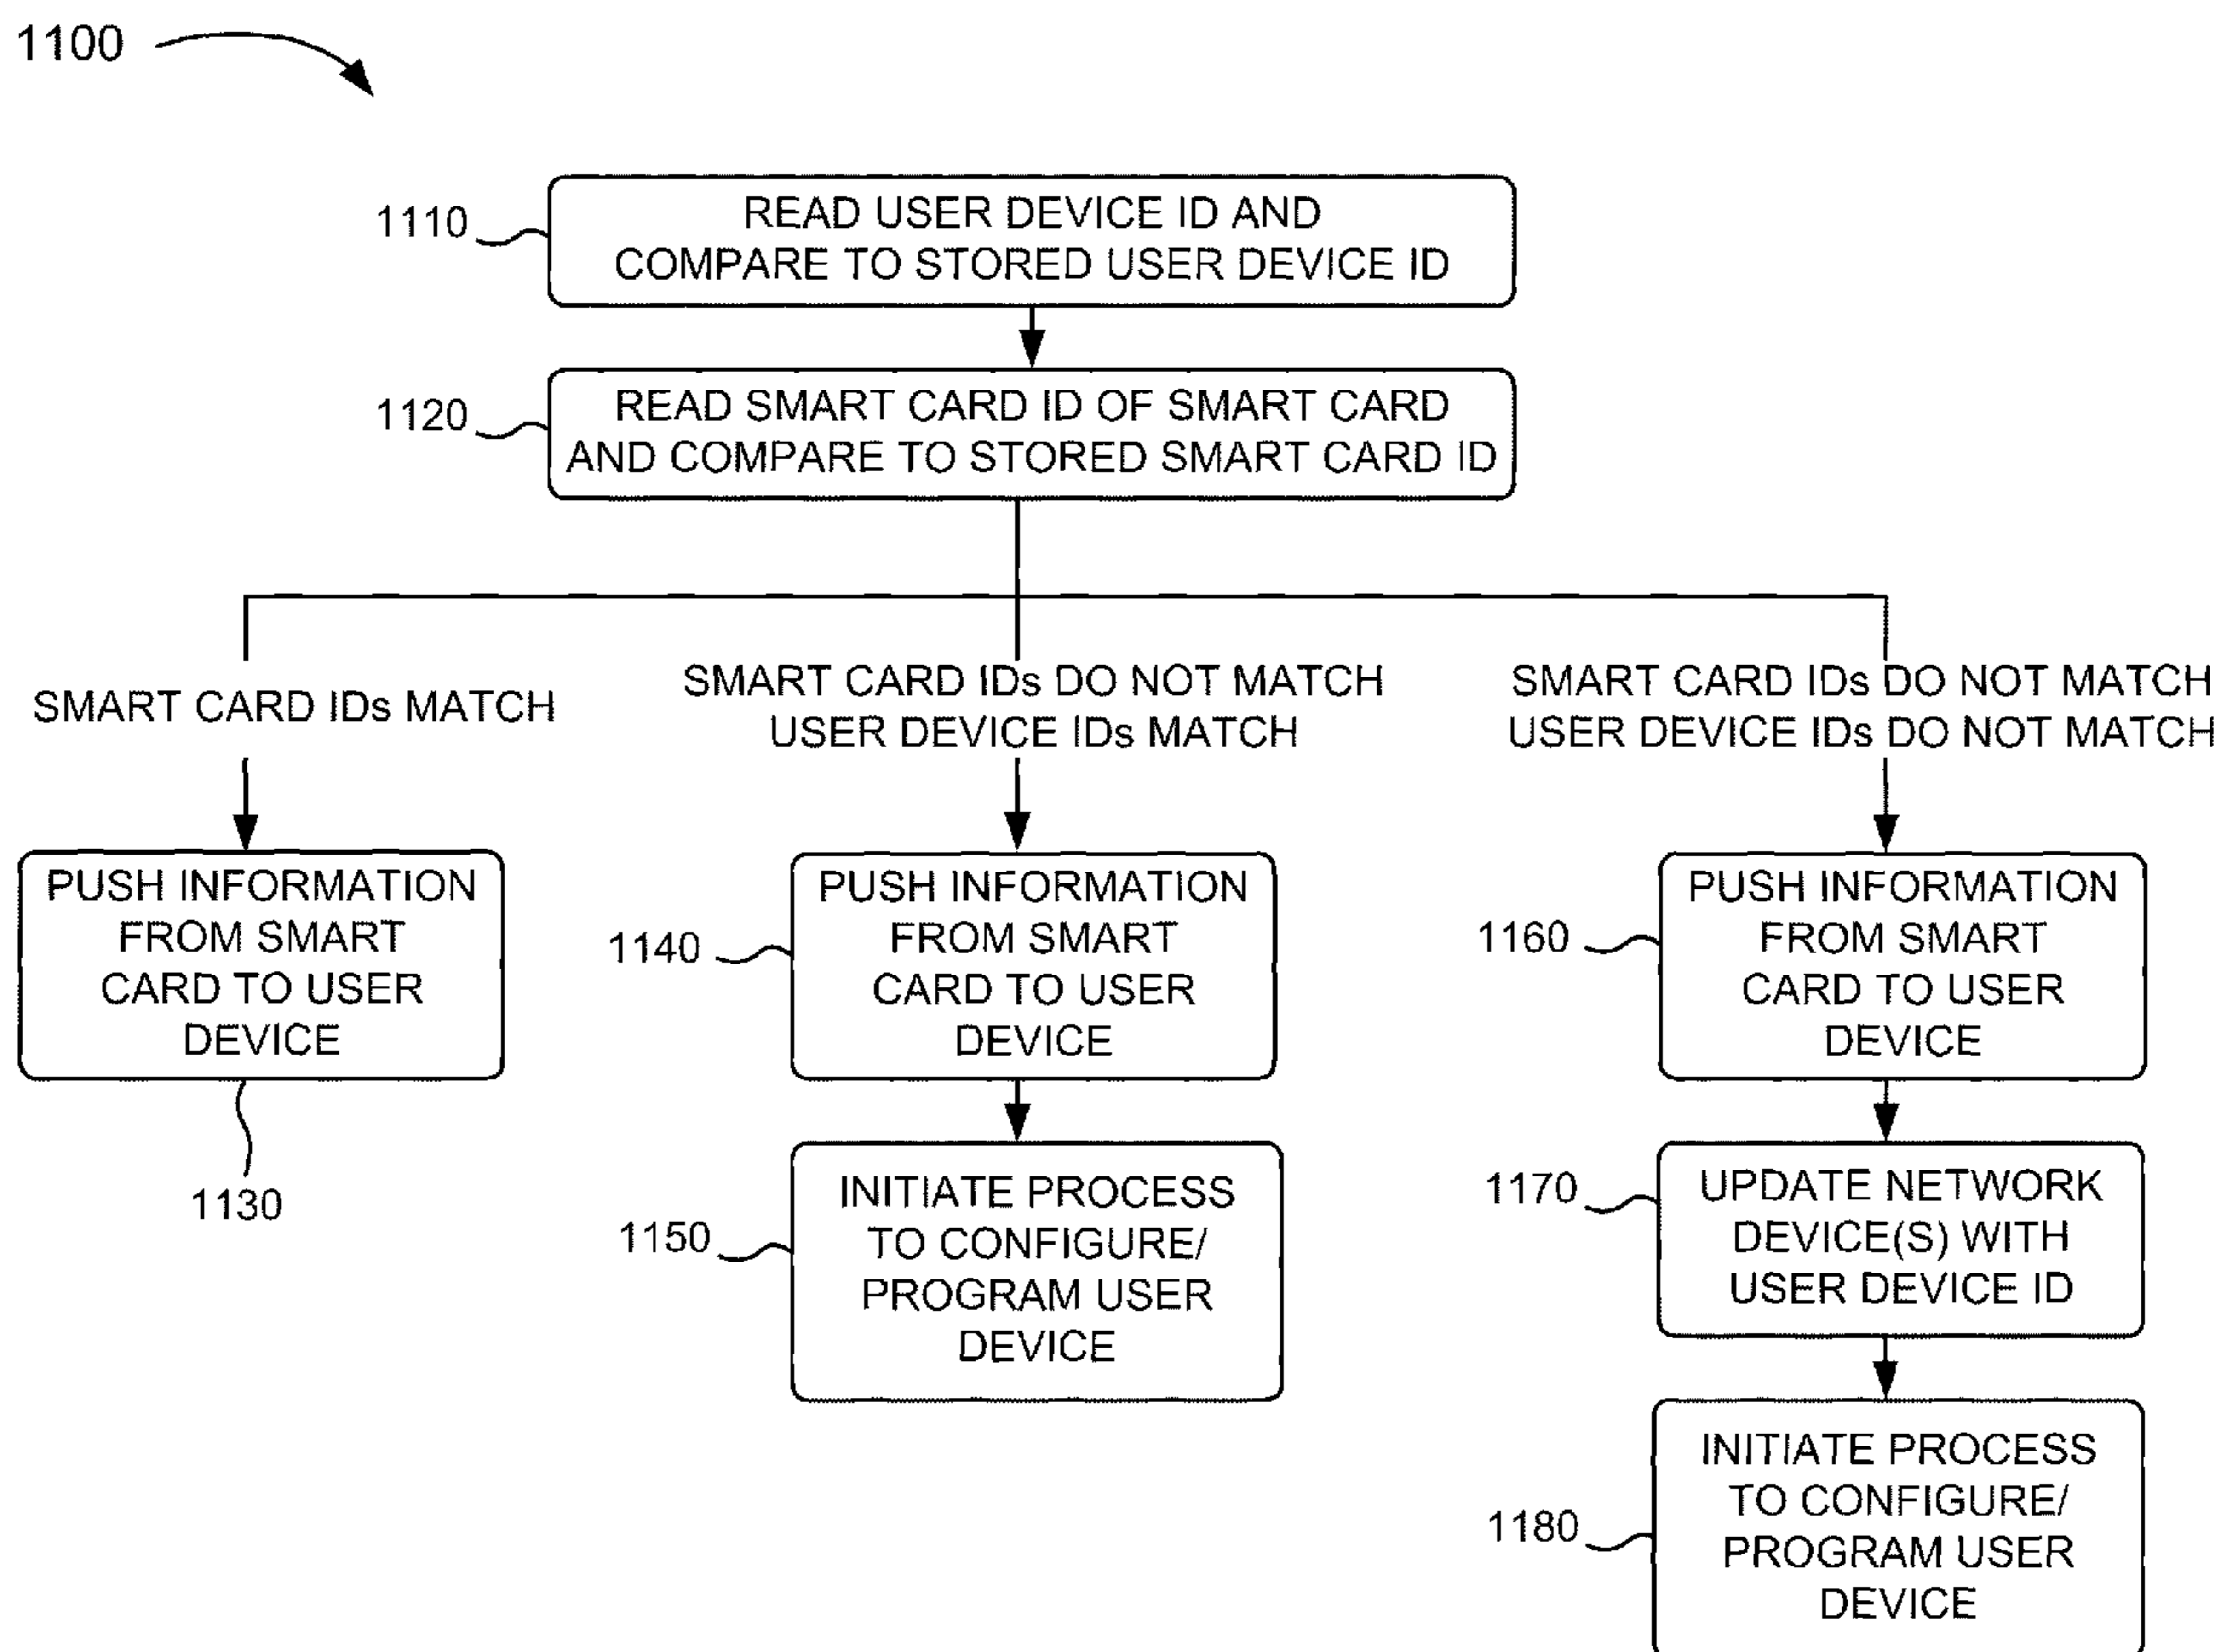 1100
1110
READ USER DEVICE ID AND
COMPARE TO STORED USER DEVICE ID
1120
READ SMART CARD ID OF SMART CARD
AND COMPARE TO STORED SMART CARD ID
SMART CARD IDs MATCH
SMART CARD IDs DO NOT MATCH
USER DEVICE IDs MATCH
SMART CARD IDs DO NOT MATCH
USER DEVICE IDs DO NOT MATCH
PUSH INFORMATION
FROM SMART
CARD TO USER
DEVICE
1130
1140
PUSH INFORMATION
FROM SMART
CARD TO USER
DEVICE
1150
INITIATE PROCESS
TO CONFIGURE/
PROGRAM USER
DEVICE
1160
PUSH INFORMATION
FROM SMART
CARD TO USER
DEVICE
1170
UPDATE NETWORK
DEVICE(S) WITH
USER DEVICE ID
1180
INITIATE PROCESS
TO CONFIGURE/
PROGRAM USER
DEVICE